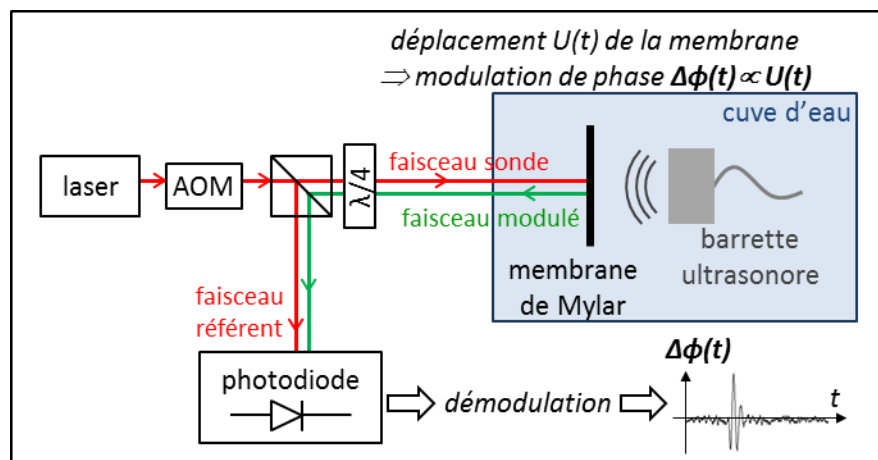 déplacement U(t) de la membrane
⇒ modulation de phase Δϕ(t)∝U(t)
cuve d'eau
laser
AOM
λ/4
faisceau sonde
faisceau modulé
barrette
ultrasonore
membrane
de Mylar
faisceau
référent
photodiode
démodulation
Δϕ(t)
t